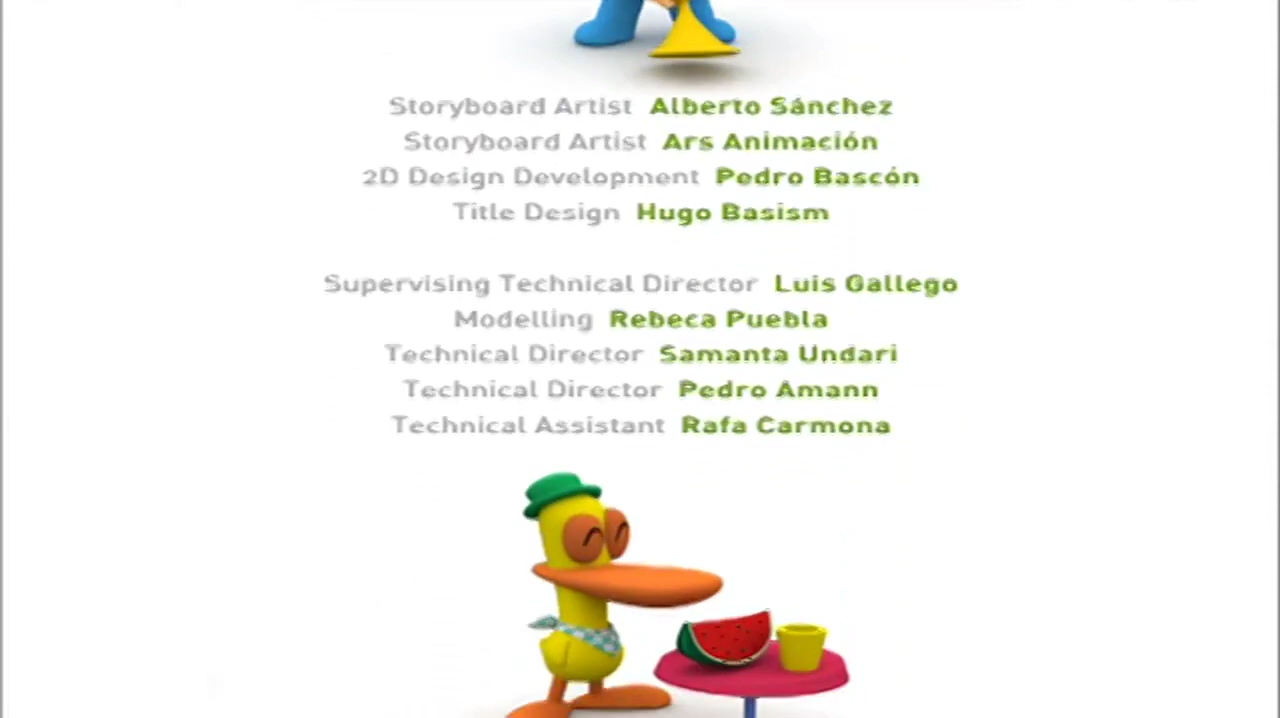 Storyboard Artist Alberto Sánchez
Storyboard Artist Ars Animación
2D Design Development Pedro Bascón
Title Design Hugo Basism
Supervising Technical Director Luis Gallego
Modelling Rebeca Puebla
Technical Director Samanta Undari
Technical Director Pedro Amann
Technical Assistant Rafa Carmona